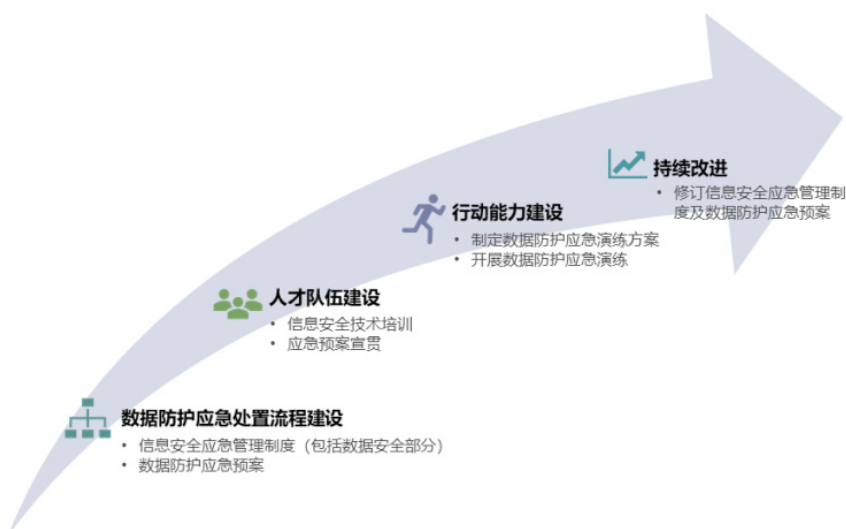 持续改进
• 修订信息安全应急管理制
度及数据防护应急预案
行动能力建设
• 制定数据防护应急演练方案
• 开展数据防护应急演练
人才队伍建设
• 信息安全技术培训
• 应急预案宣贯
数据防护应急处置流程建设
• 信息安全应急管理制度（包括数据安全部分）
• 数据防护应急预案